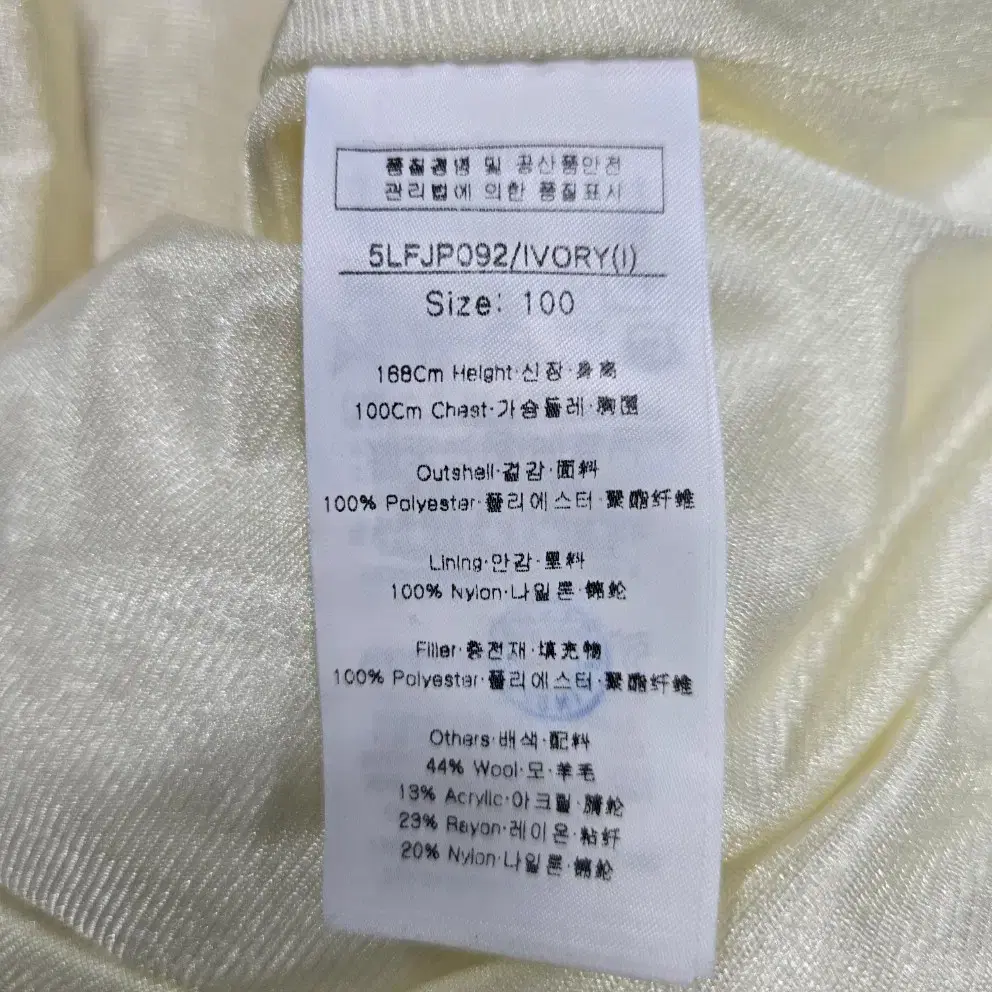 품질경영 및 공산품안전
관리법에 의한 품질표시
5LFJP092/IVORY(I)
Size: 100
168Cm Height·신장·身高
100Cm Chest·가슴둘레·胸围
Outshell·겉감·面料
100% Polyester·폴리에스터·聚酯纤维
Lining·안감·里料
100% Nylon·나일론·锦纶
Filler·충전재·填充物
100% Polyester·폴리에스터·聚酯纤维
Others·배색·配料
44% Wool·모·羊毛
13% Acrylic·아크릴·腈纶
23% Rayon·레이온·粘纤
20% Nylon·나일론·锦纶